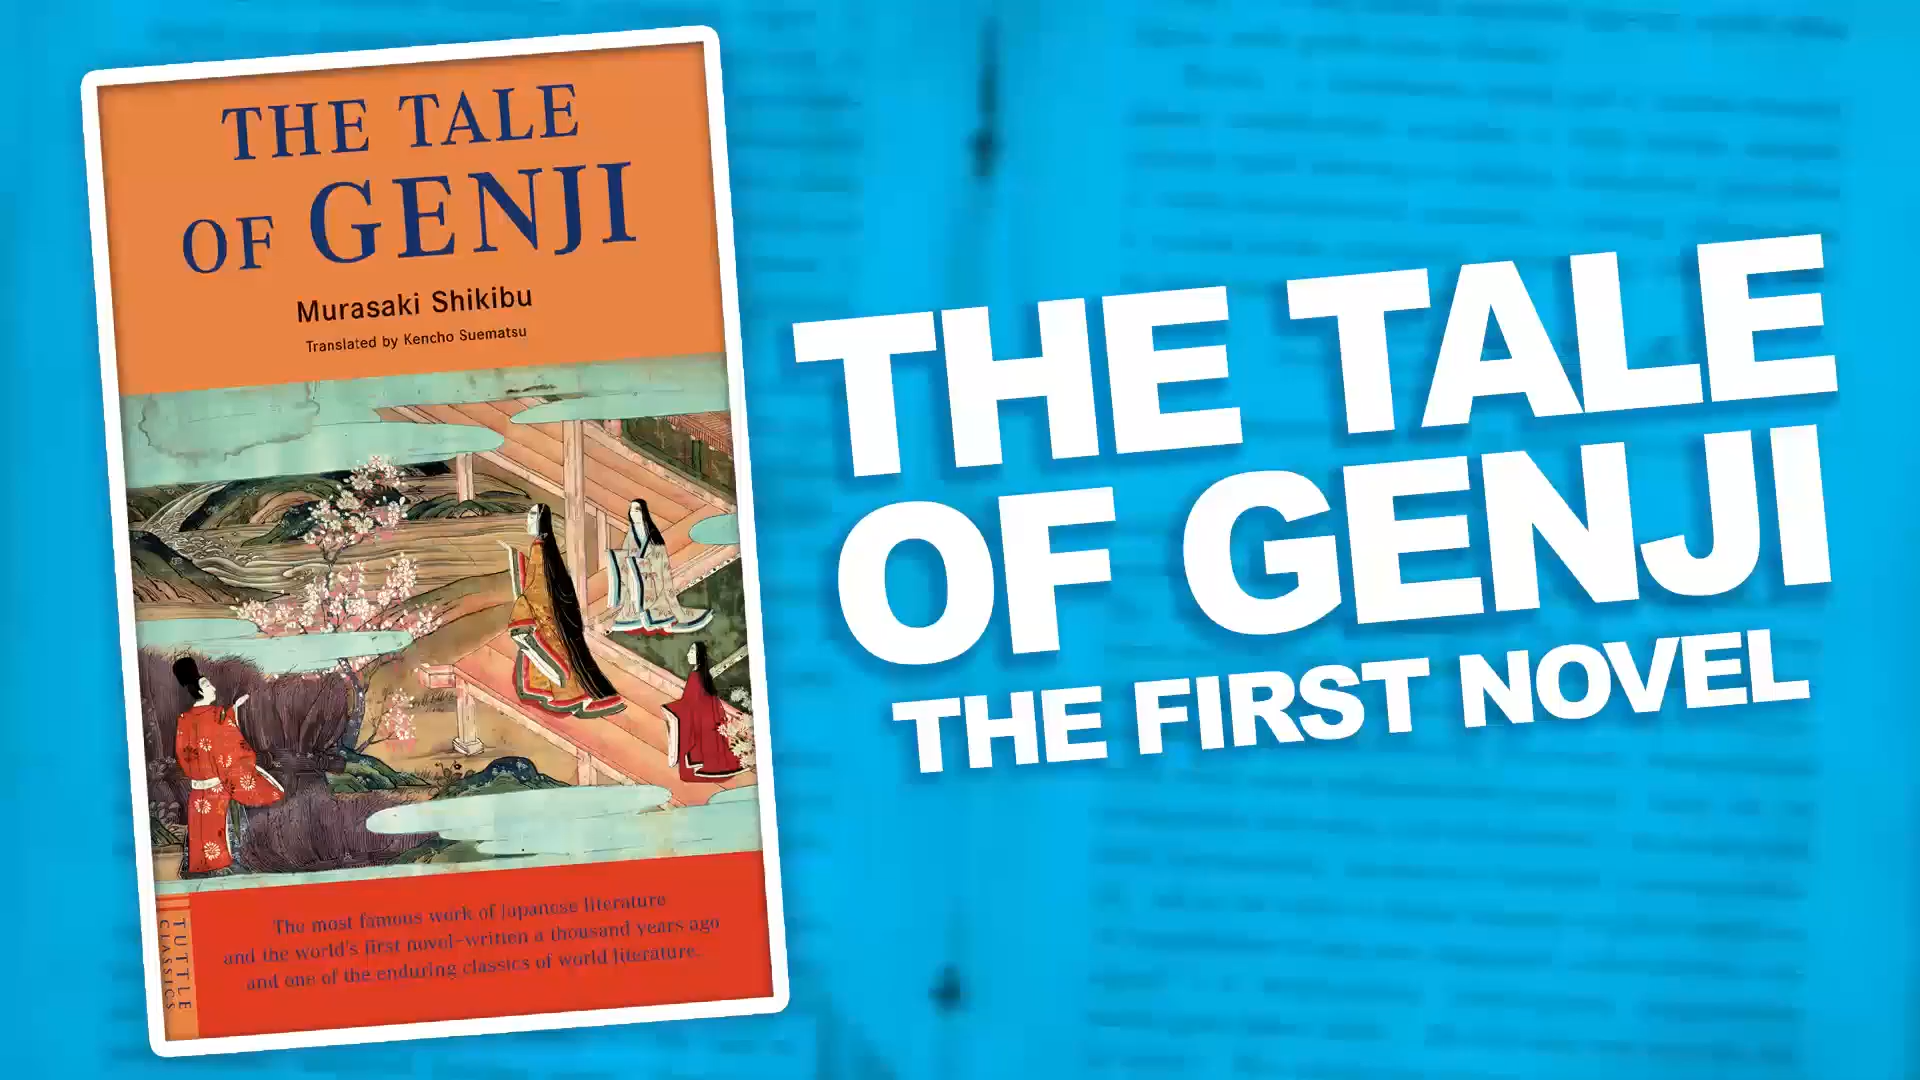 THE TALE
OF GENJI
Murasaki Shikibu
Translated by Kencho Suematsu
The most famous work of Japanese literature
and the world's first novel–written a thousand years ago
and one of the enduring classics of world literature.
TUTTLE
CLASSICS
THE TALE
OF GENJI
THE FIRST NOVEL